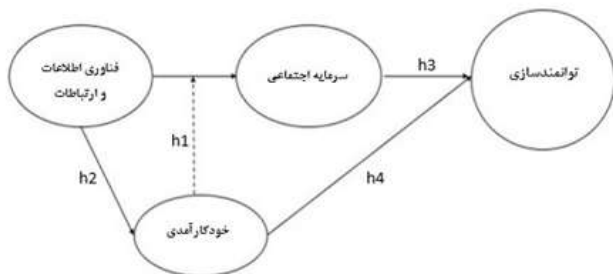 فناوری اطلاعات
و ارتباطات
سرمایه اجتماعی
h3
توانمندسازی
h1
h2
h4
خودکارآمدی